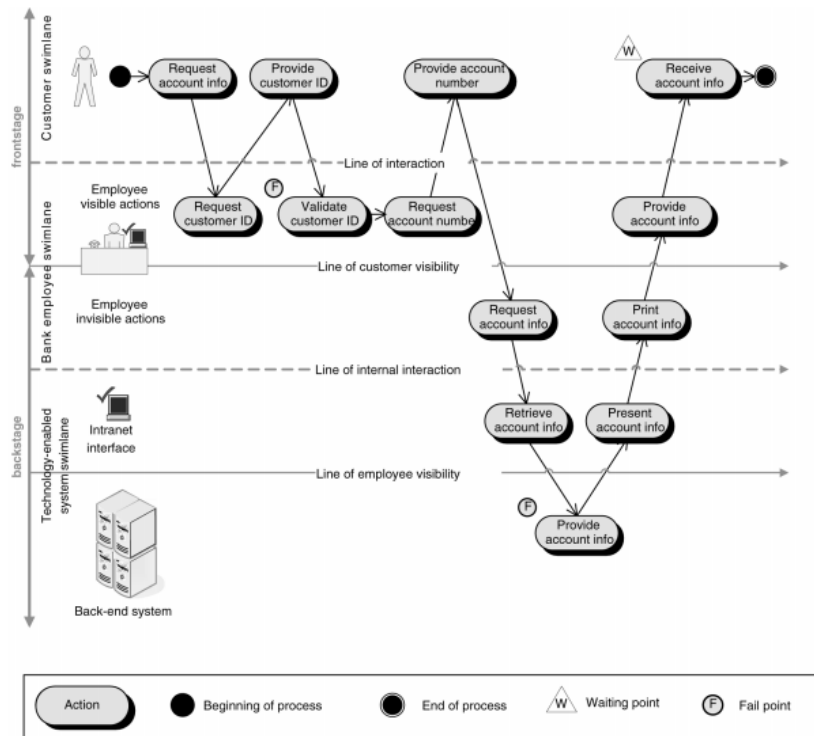 Customer swimlane
frontstage
Bank employee swimlane
backstage
Technology-enabled
system swimlane
Request
account info
Provide
customer ID
Provide account
number
W
Receive
account info
Line of interaction
Employee
visible actions
Request
customer ID
F
Validate
customer ID
Request
account number
Provide
account info
Line of customer visibility
Employee
invisible actions
Request
account info
Print
account info
Line of internal interaction
Intranet
interface
Retrieve
account info
Present
account info
Line of employee visibility
F
Provide
account info
Back-end system
Action
Beginning of process
End of process
W
Waiting point
F
Fail point